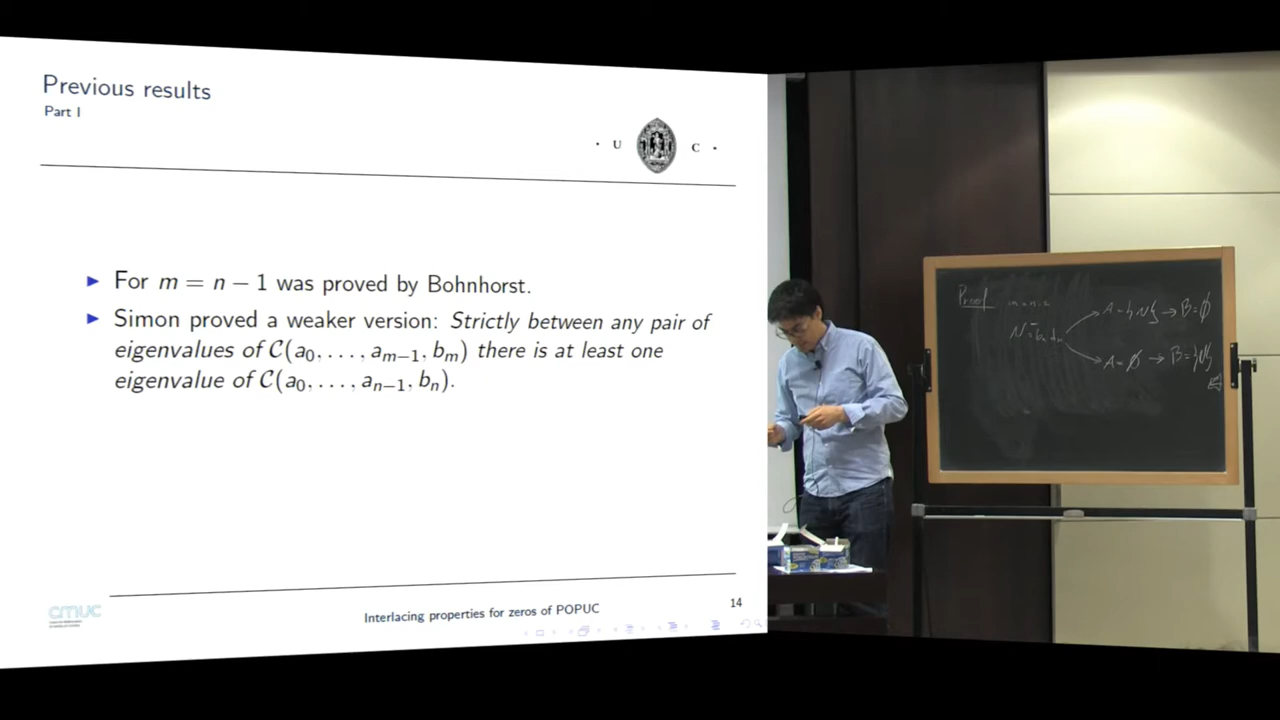 Previous results
Part I
· U C ·
▶ For m = n − 1 was proved by Bohnhorst.
▶ Simon proved a weaker version: Strictly between any pair of
eigenvalues of C(a₀, . . . , aₘ₋₁, bₘ) there is at least one
eigenvalue of C(a₀, . . . , aₙ₋₁, bₙ).
cmuc
Interlacing properties for zeros of POPUC
14
Proof
→ B = ∅
A = ∅ →